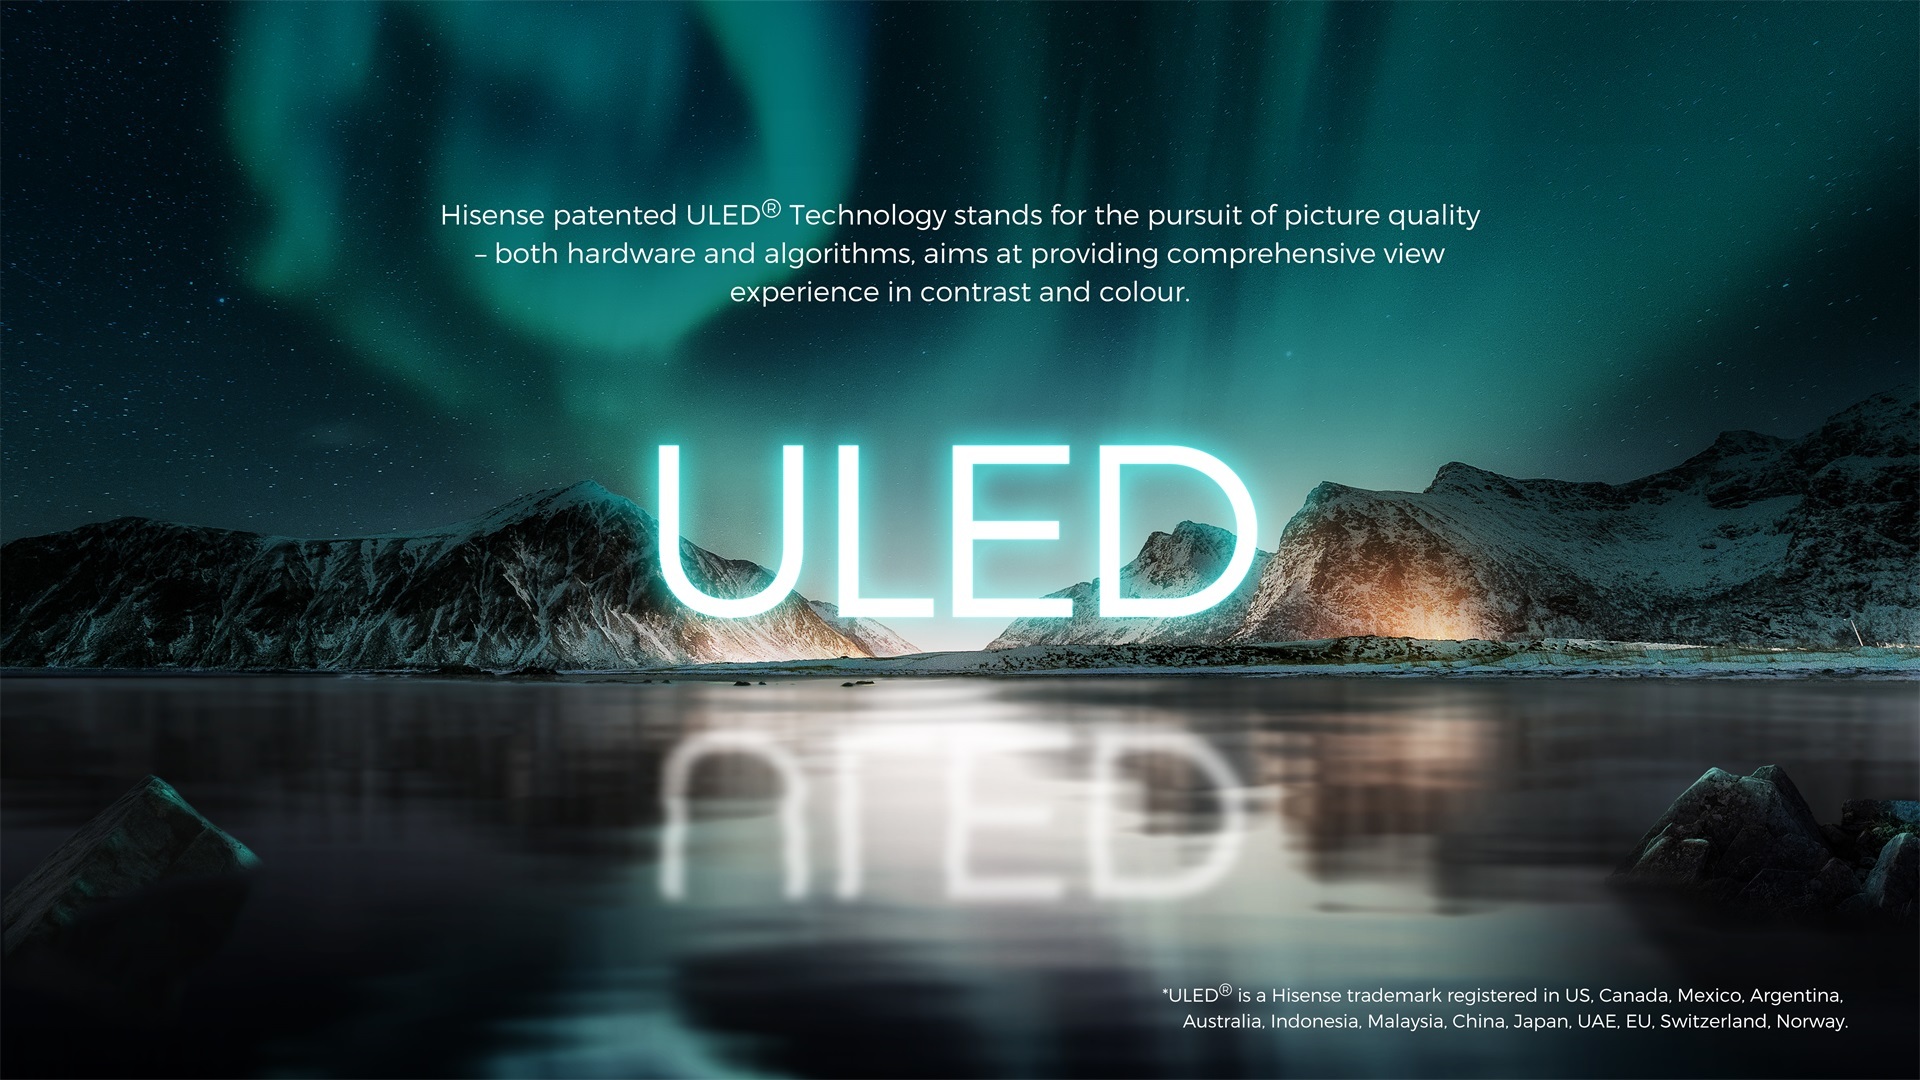 Hisense patented ULED® Technology stands for the pursuit of picture quality
– both hardware and algorithms, aims at providing comprehensive view
experience in contrast and colour.
ULED
*ULED® is a Hisense trademark registered in US, Canada, Mexico, Argentina,
Australia, Indonesia, Malaysia, China, Japan, UAE, EU, Switzerland, Norway.